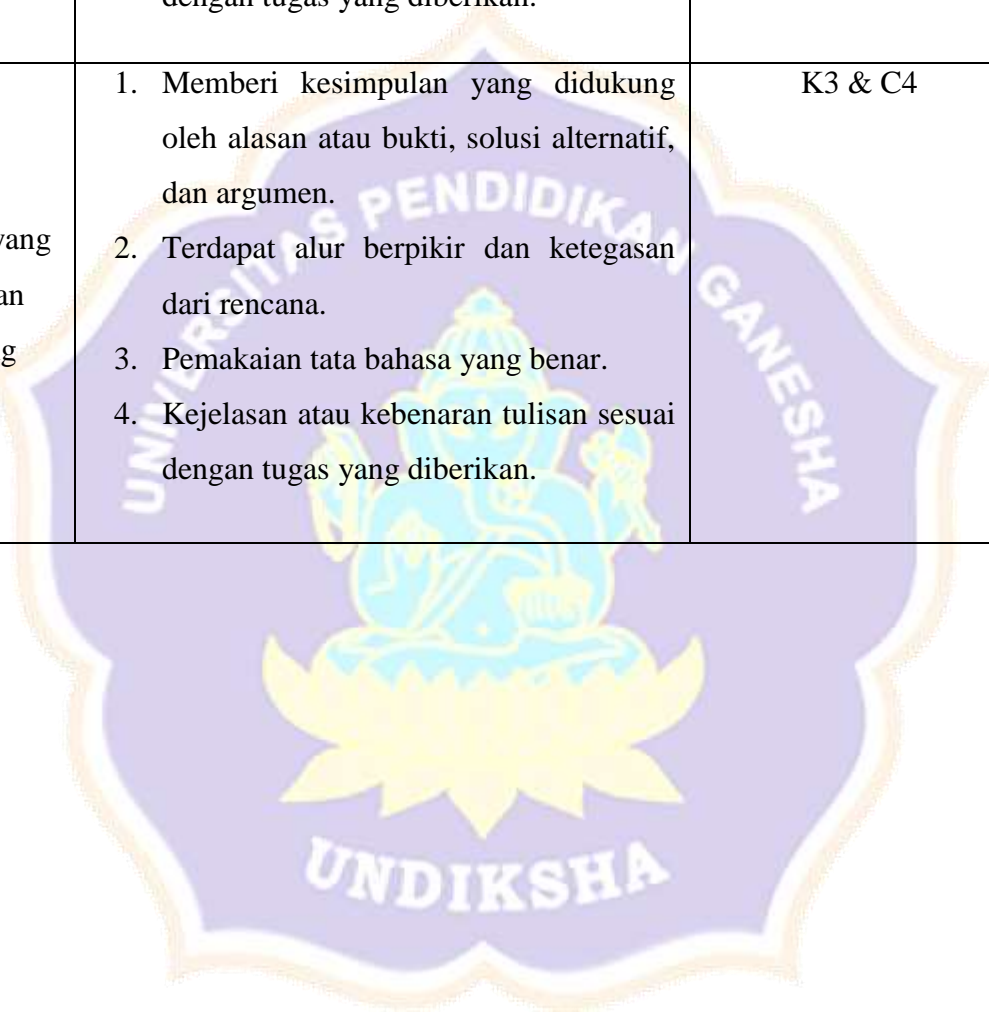 dengan tugas yang diberikan.
1. Memberi kesimpulan yang didukung
oleh alasan atau bukti, solusi alternatif,
dan argumen.
2. Terdapat alur berpikir dan ketegasan
dari rencana.
3. Pemakaian tata bahasa yang benar.
4. Kejelasan atau kebenaran tulisan sesuai
dengan tugas yang diberikan.
K3 & C4
UNIVERSITAS PENDIDIKAN GANESHA
UNDIKSHA